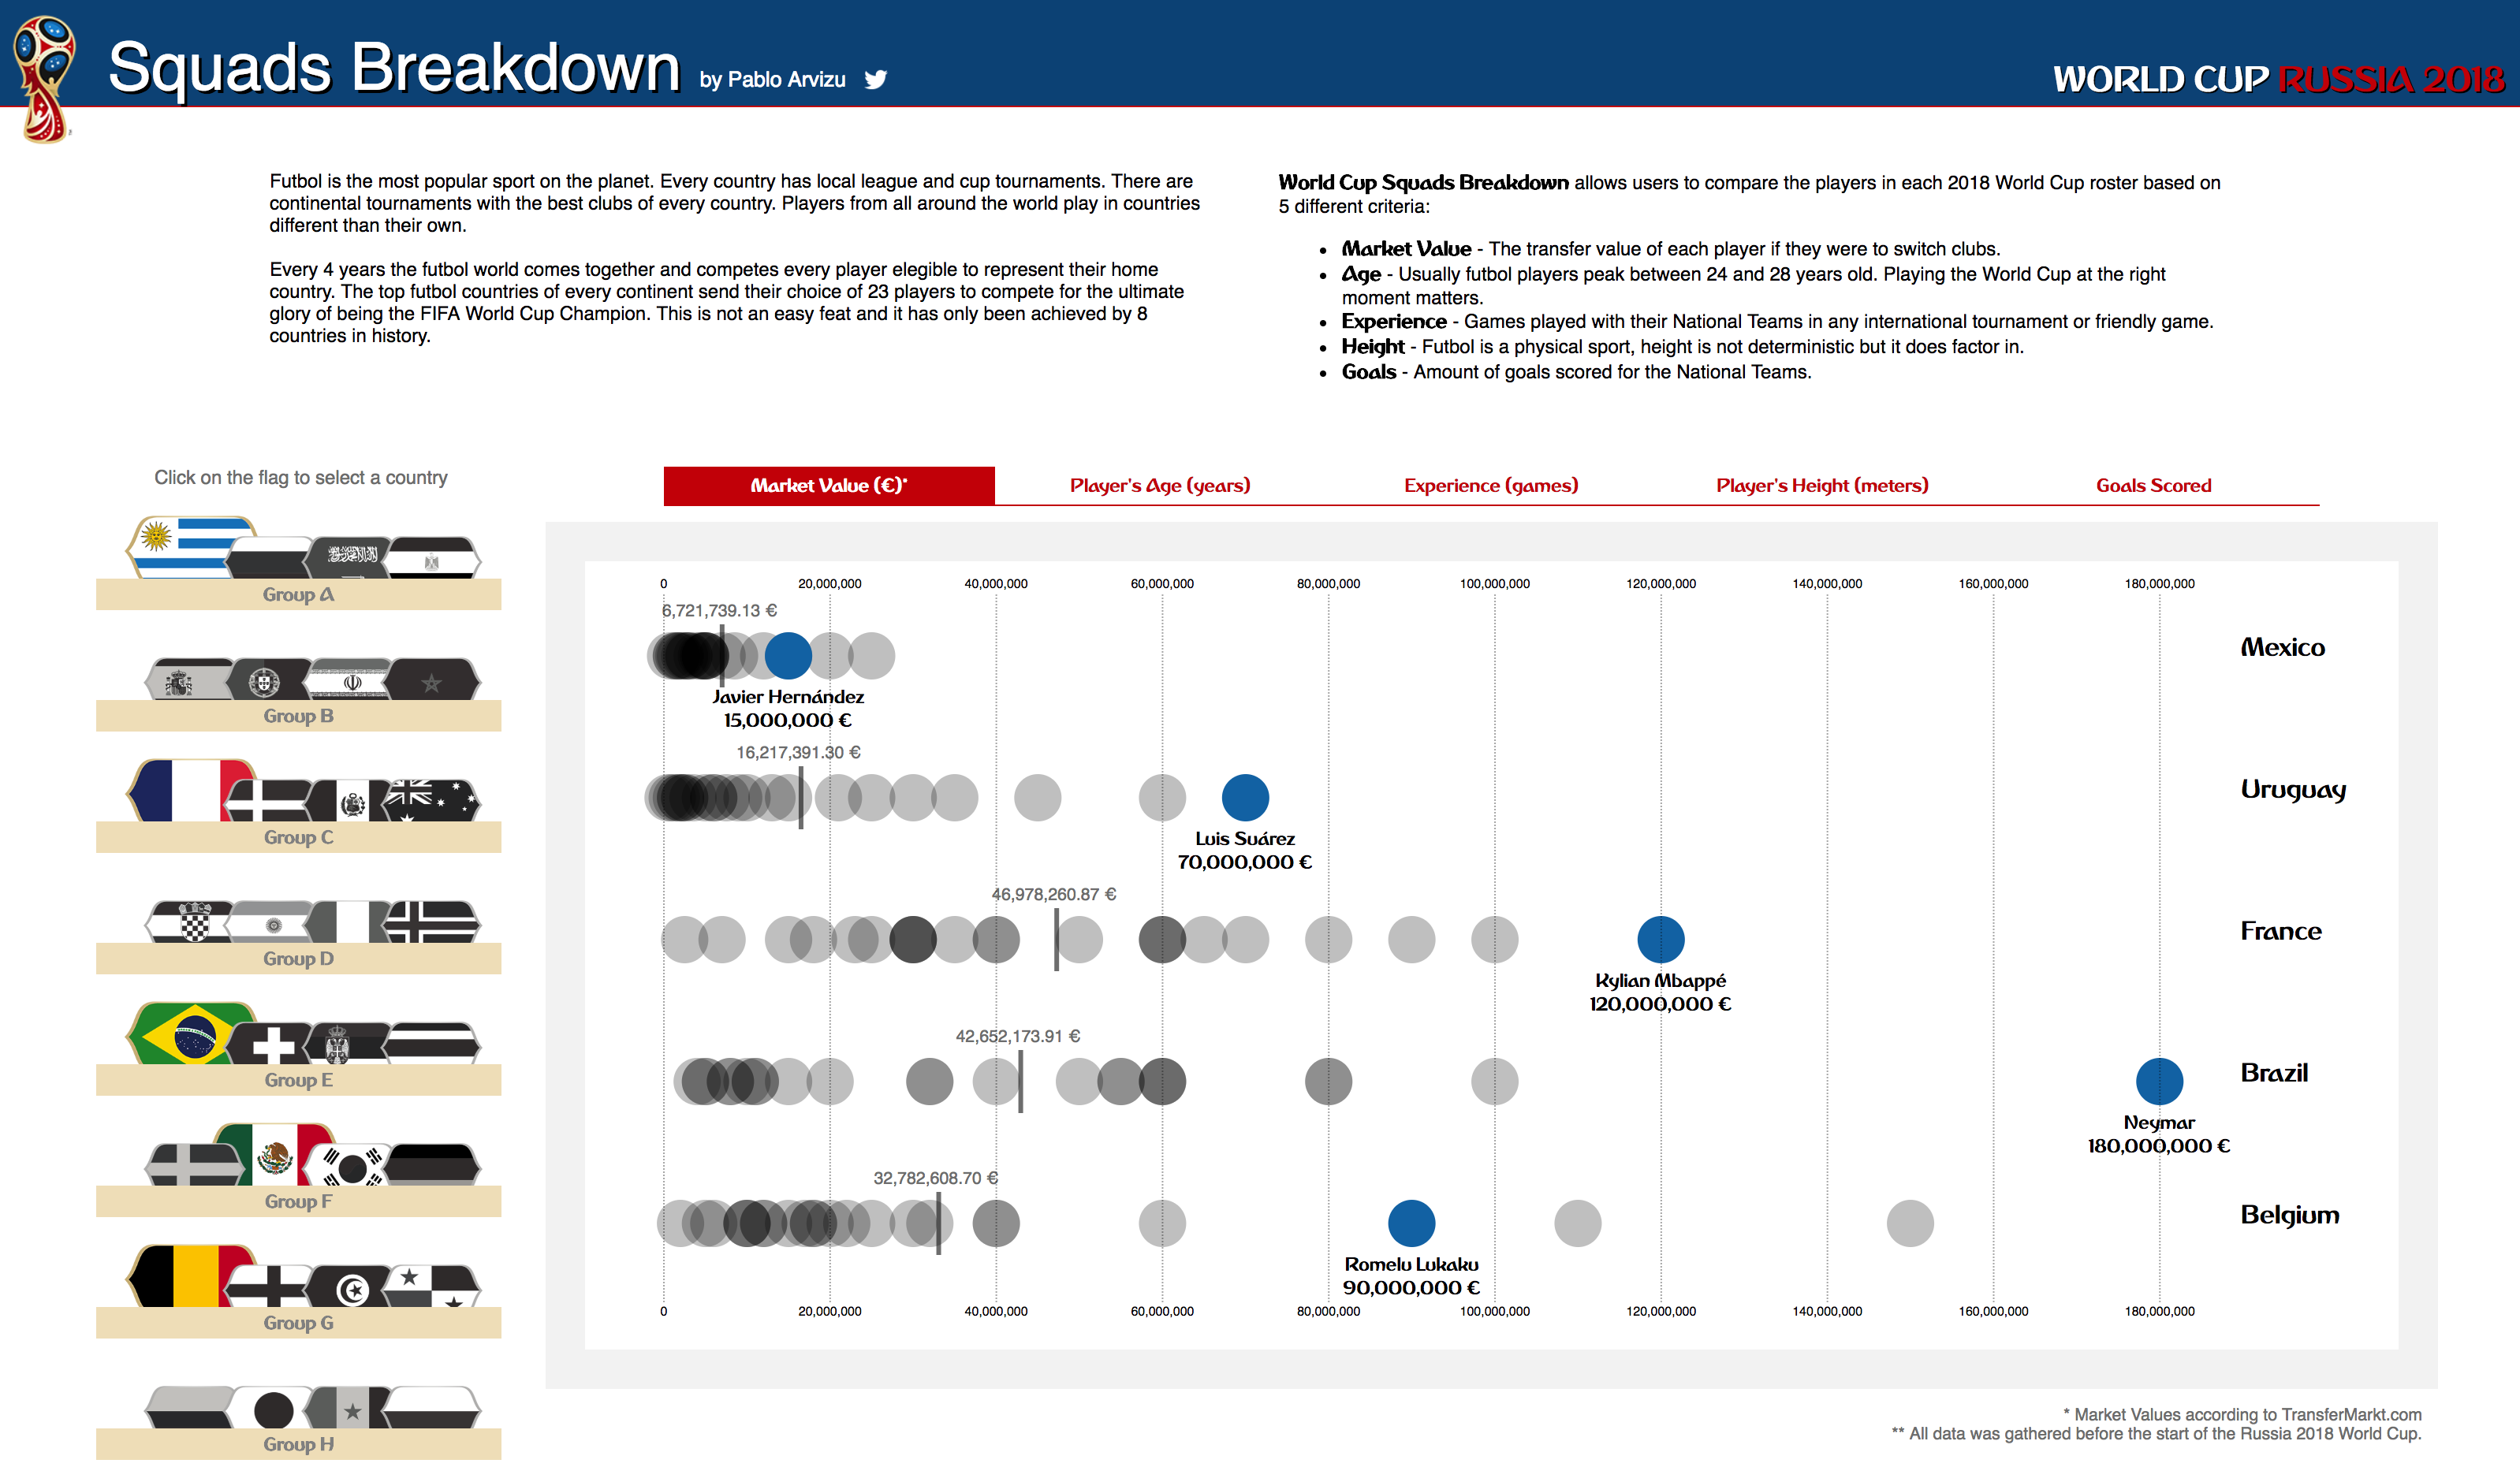 Squads Breakdown by Pablo Arvizu
WORLD CUP RUSSIA 2018
Futbol is the most popular sport on the planet. Every country has local league and cup tournaments. There are
continental tournaments with the best clubs of every country. Players from all around the world play in countries
different than their own.
Every 4 years the futbol world comes together and competes every player elegible to represent their home
country. The top futbol countries of every continent send their choice of 23 players to compete for the ultimate
glory of being the FIFA World Cup Champion. This is not an easy feat and it has only been achieved by 8
countries in history.
World Cup Squads Breakdown allows users to compare the players in each 2018 World Cup roster based on
5 different criteria:
• Market Value - The transfer value of each player if they were to switch clubs.
• Age - Usually futbol players peak between 24 and 28 years old. Playing the World Cup at the right
moment matters.
• Experience - Games played with their National Teams in any international tournament or friendly game.
• Height - Futbol is a physical sport, height is not deterministic but it does factor in.
• Goals - Amount of goals scored for the National Teams.
Click on the flag to select a country
Group A
Group B
Group C
Group D
Group E
Group F
Group G
Group H
Market Value (€)* Player's Age (years) Experience (games) Player's Height (meters) Goals Scored
0 20,000,000 40,000,000 60,000,000 80,000,000 100,000,000 120,000,000 140,000,000 160,000,000 180,000,000
6,721,739.13 €
Mexico
Javier Hernández
15,000,000 €
16,217,391.30 €
Uruguay
Luis Suárez
70,000,000 €
46,978,260.87 €
France
Kylian Mbappé
120,000,000 €
42,652,173.91 €
Brazil
Neymar
180,000,000 €
32,782,608.70 €
Belgium
Romelu Lukaku
90,000,000 €
0 20,000,000 40,000,000 60,000,000 80,000,000 100,000,000 120,000,000 140,000,000 160,000,000 180,000,000
* Market Values according to TransferMarkt.com
** All data was gathered before the start of the Russia 2018 World Cup.